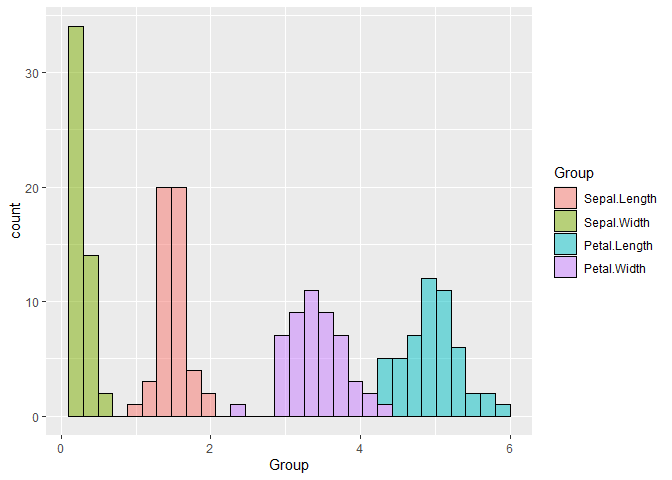 30
20
10
0
count
0
2
4
6
Group
Group
Sepal.Length
Sepal.Width
Petal.Length
Petal.Width